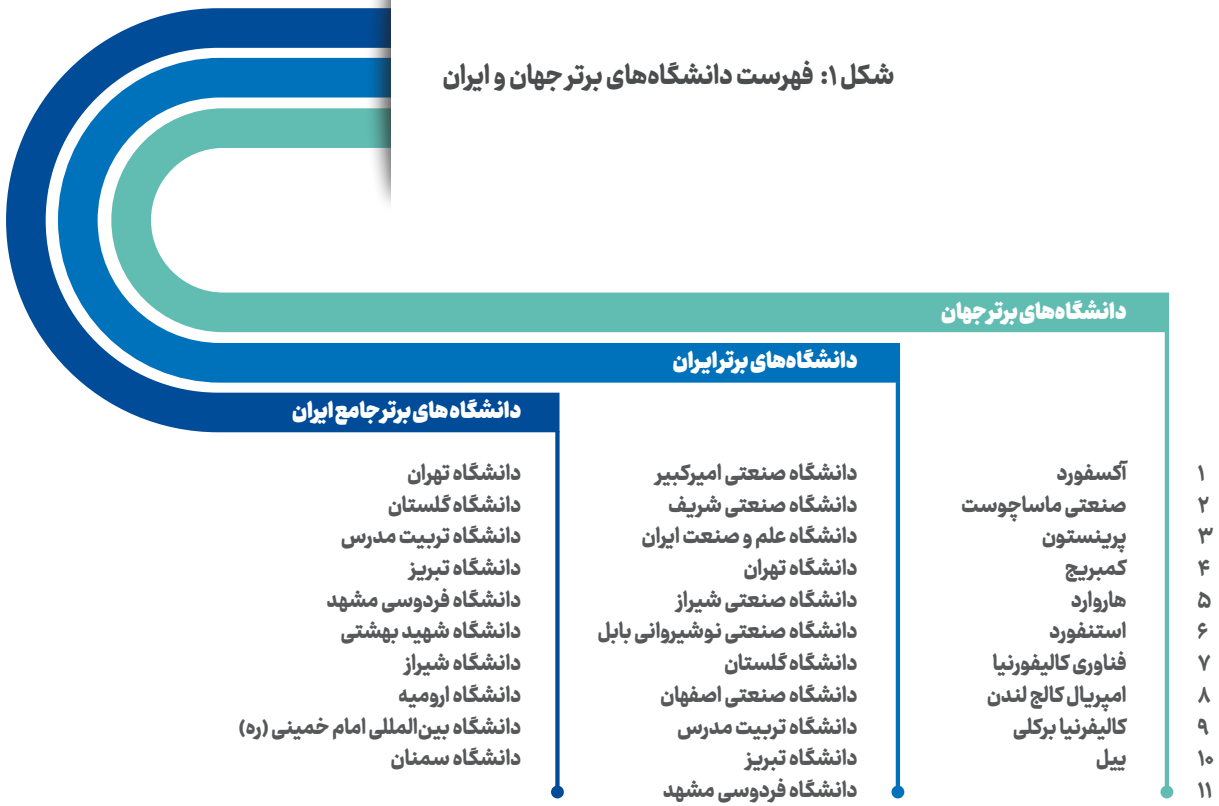 شکل ۱: فهرست دانشگاه‌های برتر جهان و ایران
دانشگاه‌های برتر جهان
دانشگاه‌های برتر ایران
دانشگاه‌های برتر جامع ایران
۱ آکسفورد دانشگاه صنعتی امیرکبیر دانشگاه تهران
۲ صنعتی ماساچوست دانشگاه صنعتی شریف دانشگاه گلستان
۳ پرینستون دانشگاه علم و صنعت ایران دانشگاه تربیت مدرس
۴ کمبریج دانشگاه تهران دانشگاه تبریز
۵ هاروارد دانشگاه صنعتی شیراز دانشگاه فردوسی مشهد
۶ استنفورد دانشگاه صنعتی نوشیروانی بابل دانشگاه شهید بهشتی
۷ فناوری کالیفورنیا دانشگاه گلستان دانشگاه شیراز
۸ امپریال کالج لندن دانشگاه صنعتی اصفهان دانشگاه ارومیه
۹ کالیفرنیا برکلی دانشگاه تربیت مدرس دانشگاه بین‌المللی امام خمینی (ره)
۱۰ ییل دانشگاه تبریز دانشگاه سمنان
۱۱ دانشگاه فردوسی مشهد